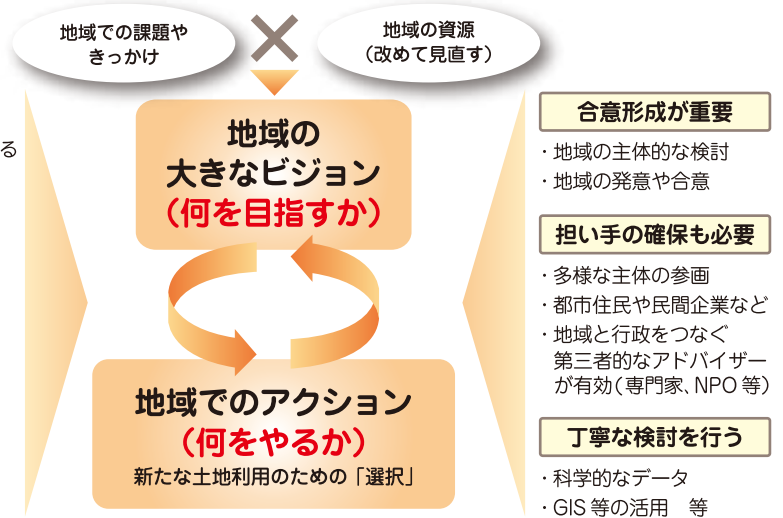 地域での課題や
きっかけ
地域の資源
（改めて見直す）
る
地域の
大きなビジョン
（何を目指すか）
地域でのアクション
（何をやるか）
新たな土地利用のための「選択」
合意形成が重要
・地域の主体的な検討
・地域の発意や合意
担い手の確保も必要
・多様な主体の参画
・都市住民や民間企業など
・地域と行政をつなぐ
第三者的なアドバイザー
が有効（専門家、NPO 等）
丁寧な検討を行う
・科学的なデータ
・GIS 等の活用　等